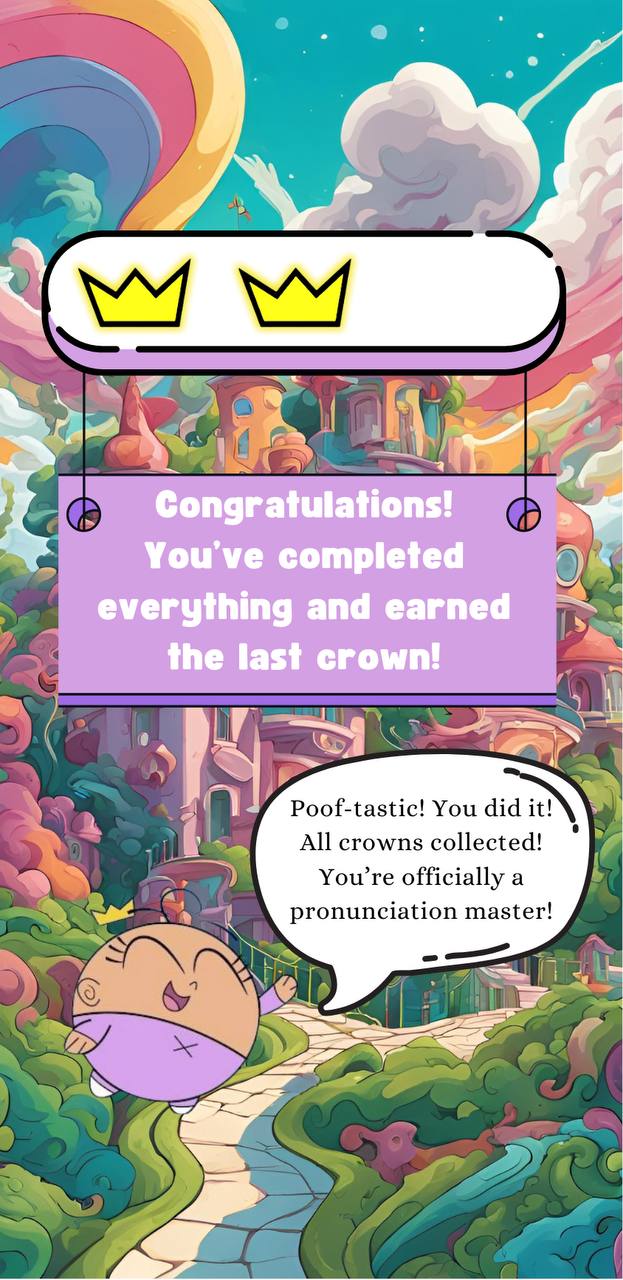 Congratulations!
You've completed
everything and earned
the last crown!
Poof-tastic! You did it!
All crowns collected!
You're officially a
pronunciation master!